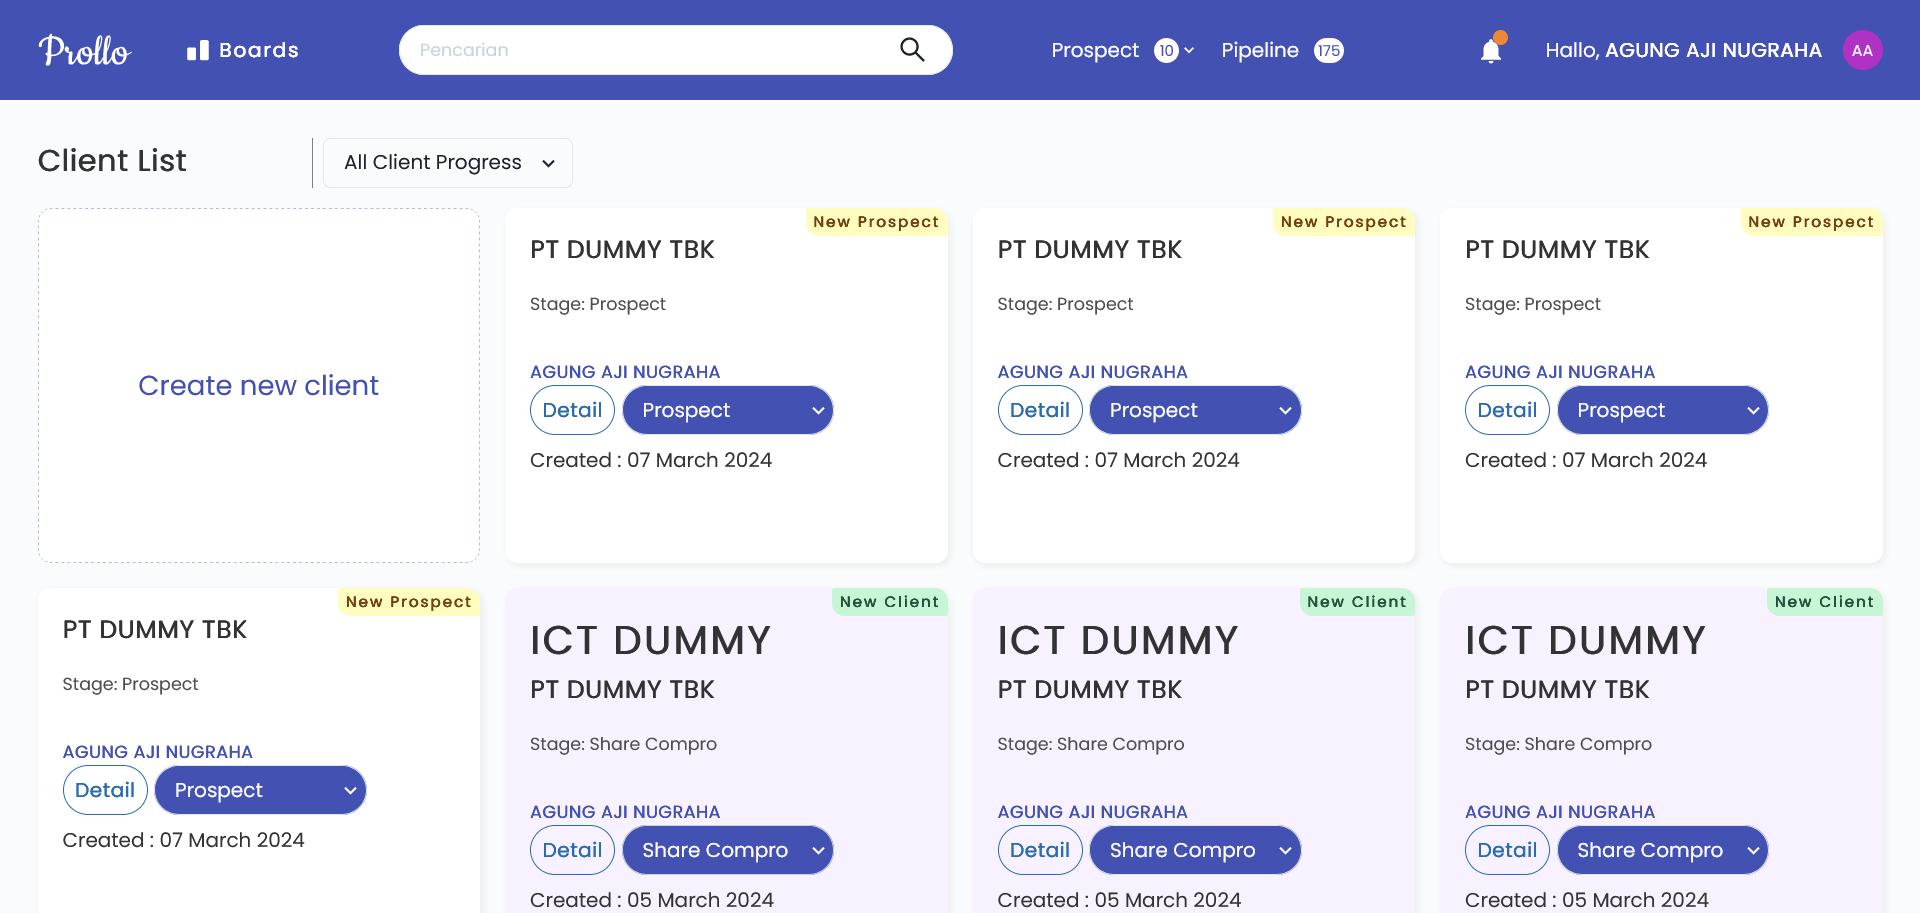 Prollo
Boards
Pencarian
Prospect 10
Pipeline 175
Hallo, AGUNG AJI NUGRAHA
AA
Client List
All Client Progress
Create new client
New Prospect
PT DUMMY TBK
Stage: Prospect
AGUNG AJI NUGRAHA
Detail
Prospect
Created : 07 March 2024
New Prospect
PT DUMMY TBK
Stage: Prospect
AGUNG AJI NUGRAHA
Detail
Prospect
Created : 07 March 2024
New Prospect
PT DUMMY TBK
Stage: Prospect
AGUNG AJI NUGRAHA
Detail
Prospect
Created : 07 March 2024
New Prospect
PT DUMMY TBK
Stage: Prospect
AGUNG AJI NUGRAHA
Detail
Prospect
Created : 07 March 2024
New Client
ICT DUMMY
PT DUMMY TBK
Stage: Share Compro
AGUNG AJI NUGRAHA
Detail
Share Compro
Created : 05 March 2024
New Client
ICT DUMMY
PT DUMMY TBK
Stage: Share Compro
AGUNG AJI NUGRAHA
Detail
Share Compro
Created : 05 March 2024
New Client
ICT DUMMY
PT DUMMY TBK
Stage: Share Compro
AGUNG AJI NUGRAHA
Detail
Share Compro
Created : 05 March 2024